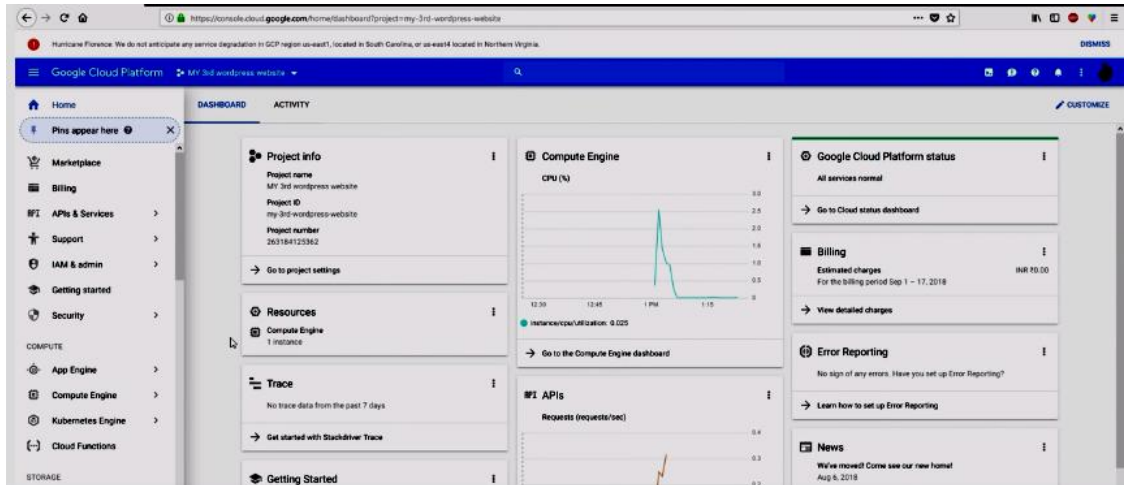 https://console.cloud.google.com/home/dashboard?project=my-3rd-wordpress-website
Hurricane Florence: We do not anticipate any service degradation in GCP region us-east1, located in South Carolina, or us-east4 located in Northern Virginia.
DISMISS
Google Cloud Platform
MY 3rd wordpress website
Home
Pins appear here
Marketplace
Billing
APIs & Services
Support
IAM & admin
Getting started
Security
COMPUTE
App Engine
Compute Engine
Kubernetes Engine
Cloud Functions
STORAGE
DASHBOARD
ACTIVITY
CUSTOMIZE
Project info
Project name
MY 3rd wordpress website
Project ID
my-3rd-wordpress-website
Project number
263184125362
Go to project settings
Resources
Compute Engine
1 instance
Trace
No trace data from the past 7 days
Get started with Stackdriver Trace
Getting Started
Compute Engine
CPU (%)
3.0
2.5
2.0
1.5
1.0
0.5
0
12:30 12:45 1 PM 1:15
instance/cpu/utilization: 0.025
Go to the Compute Engine dashboard
API APIs
Requests (requests/sec)
0.4
0.3
0.2
Google Cloud Platform status
All services normal
Go to Cloud status dashboard
Billing
Estimated charges INR ₹0.00
For the billing period Sep 1 – 17, 2018
View detailed charges
Error Reporting
No sign of any errors. Have you set up Error Reporting?
Learn how to set up Error Reporting
News
We've moved! Come see our new home!
Aug 6, 2018